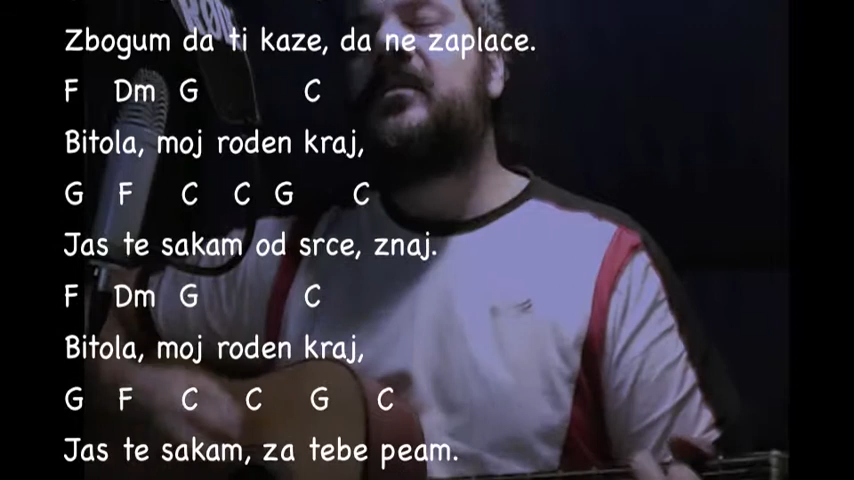 Zbogum da ti kaze, da ne zaplace.
F Dm G C
Bitola, moj roden kraj,
G F C C G C
Jas te sakam od srce, znaj.
F Dm G C
Bitola, moj roden kraj,
G F C C G C
Jas te sakam, za tebe peam.